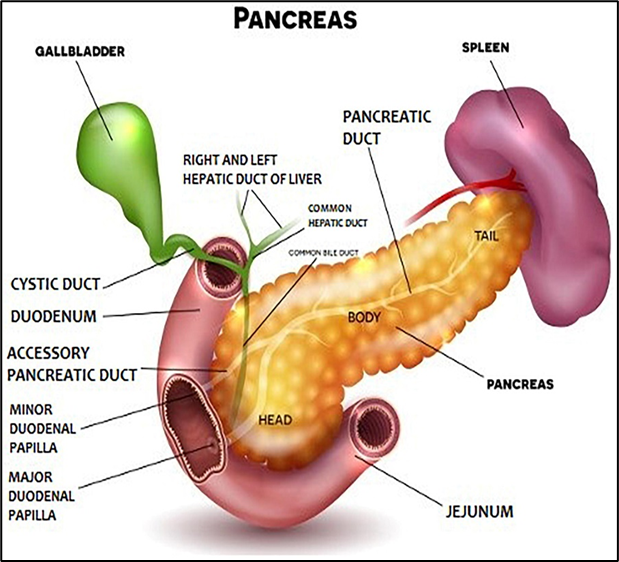 PANCREAS
GALLBLADDER
SPLEEN
PANCREATIC
DUCT
RIGHT AND LEFT
HEPATIC DUCT OF LIVER
COMMON
HEPATIC DUCT
COMMON BILE DUCT
TAIL
CYSTIC DUCT
DUODENUM
BODY
ACCESSORY
PANCREATIC DUCT
PANCREAS
MINOR
DUODENAL
PAPILLA
HEAD
MAJOR
DUODENAL
PAPILLA
JEJUNUM